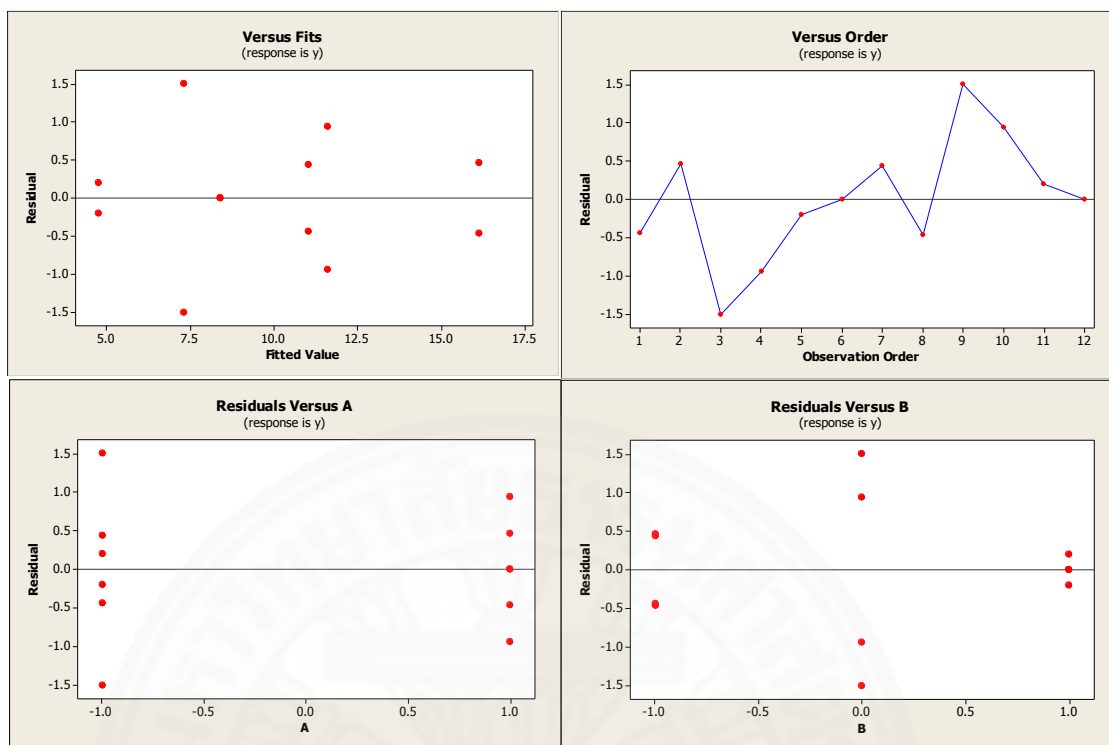 Versus Fits
(response is y)
1.5
1.0
0.5
0.0
-0.5
-1.0
-1.5
Residual
5.0 7.5 10.0 12.5 15.0 17.5
Fitted Value
Versus Order
(response is y)
1.5
1.0
0.5
0.0
-0.5
-1.0
-1.5
Residual
1 2 3 4 5 6 7 8 9 10 11 12
Observation Order
Residuals Versus A
(response is y)
1.5
1.0
0.5
0.0
-0.5
-1.0
-1.5
Residual
-1.0 -0.5 0.0 0.5 1.0
A
Residuals Versus B
(response is y)
1.5
1.0
0.5
0.0
-0.5
-1.0
-1.5
Residual
-1.0 -0.5 0.0 0.5 1.0
B